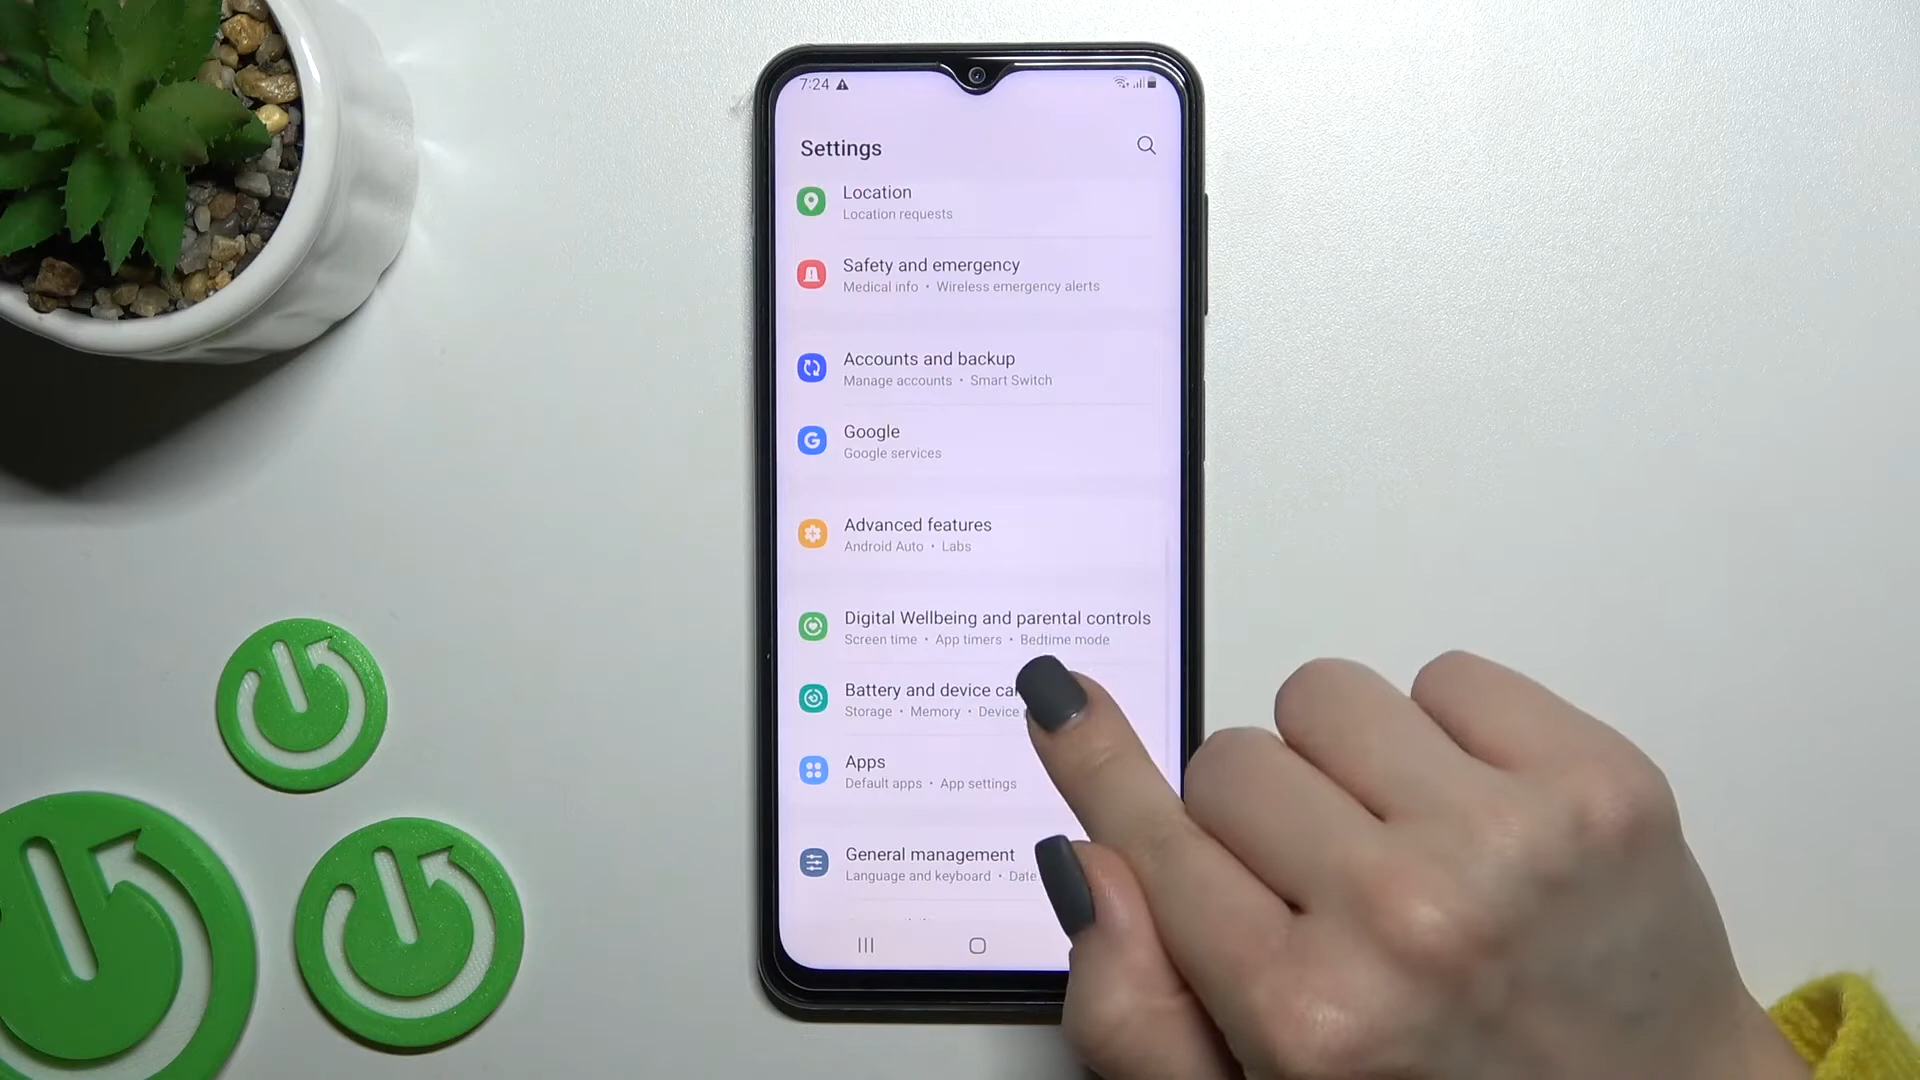 7:24
Settings
Location
Location requests
Safety and emergency
Medical info • Wireless emergency alerts
Accounts and backup
Manage accounts • Smart Switch
Google
Google services
Advanced features
Android Auto • Labs
Digital Wellbeing and parental controls
Screen time • App timers • Bedtime mode
Battery and device
Storage • Memory • Device
Apps
Default apps • App settings
General management
Language and keyboard • Date